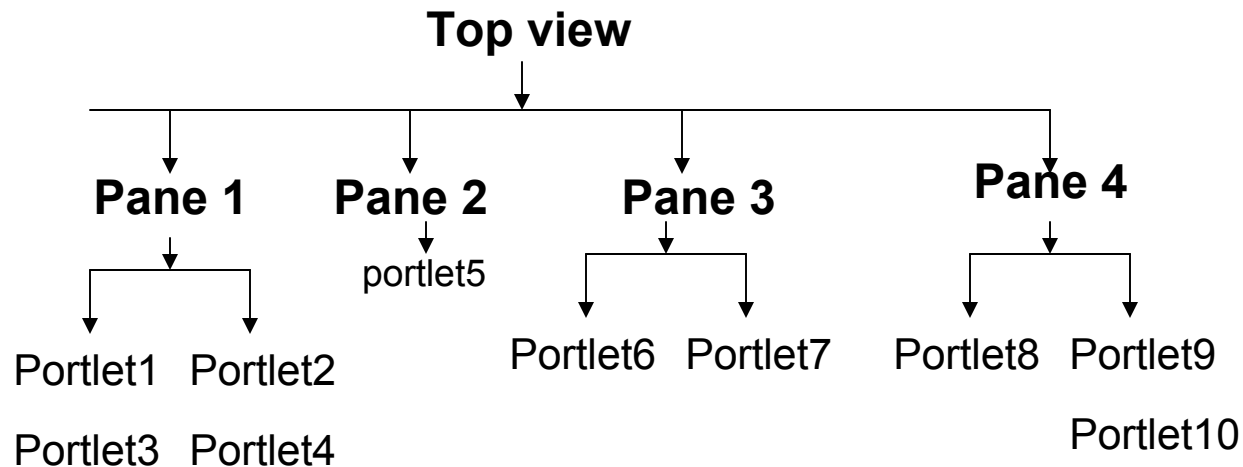 Top view
Pane 1 Pane 2 Pane 3 Pane 4
portlet5
Portlet1 Portlet2 Portlet6 Portlet7 Portlet8 Portlet9
Portlet3 Portlet4 Portlet10